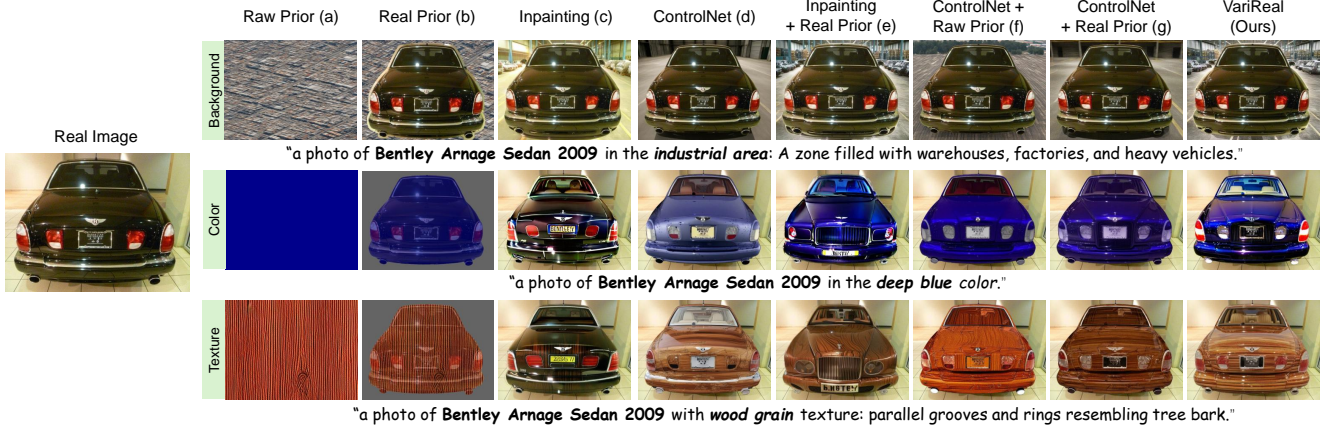 Raw Prior (a) Real Prior (b) Inpainting (c) ControlNet (d) Inpainting + Real Prior (e) ControlNet + Raw Prior (f) ControlNet + Real Prior (g) VariReal (Ours)
Background
Real Image
"a photo of Bentley Arnage Sedan 2009 in the industrial area: A zone filled with warehouses, factories, and heavy vehicles."
Color
BENTLEY
"a photo of Bentley Arnage Sedan 2009 in the deep blue color."
Texture
"a photo of Bentley Arnage Sedan 2009 with wood grain texture: parallel grooves and rings resembling tree bark."